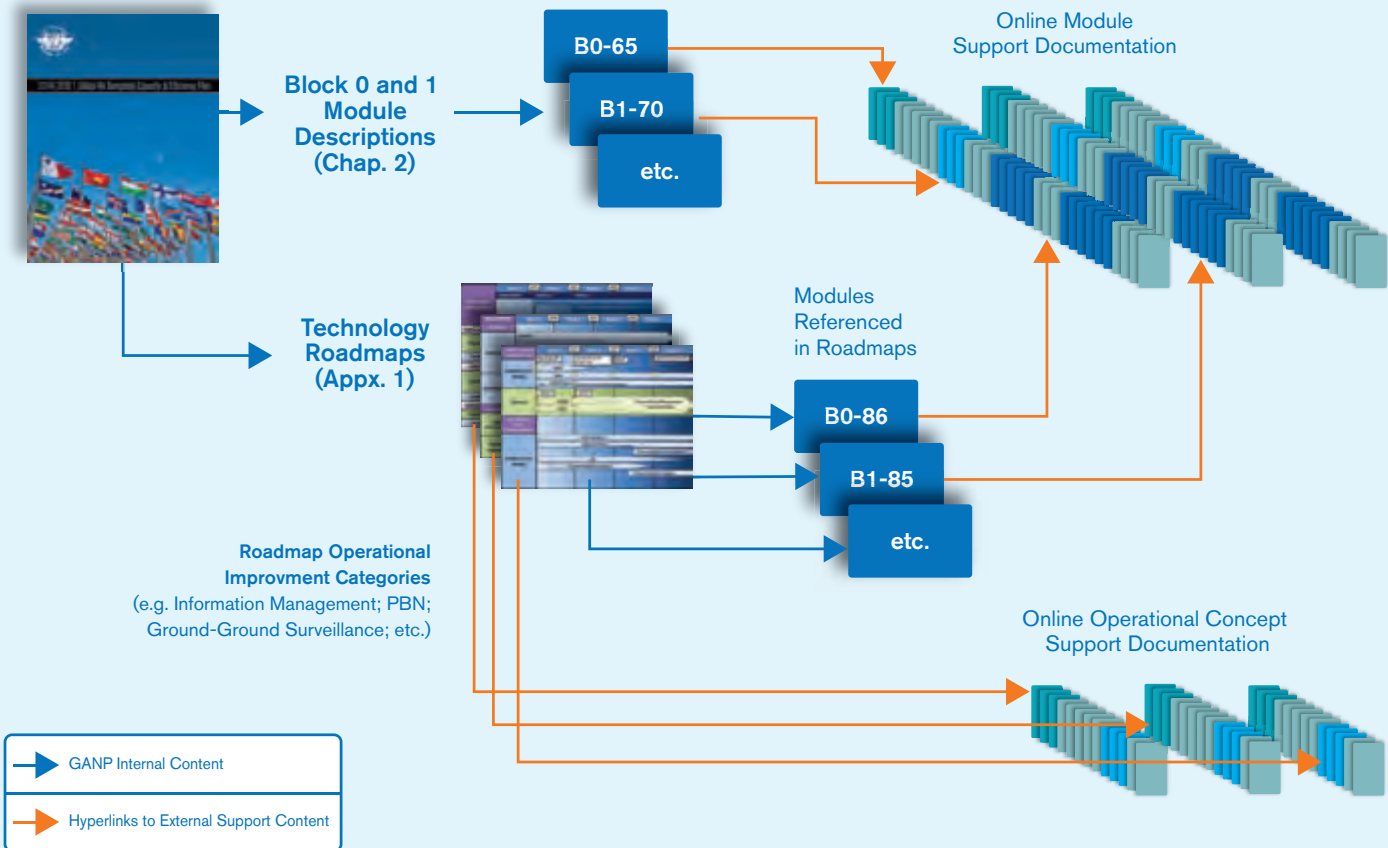 Block 0 and 1
Module
Descriptions
(Chap. 2)
B0-65
B1-70
etc.
Online Module
Support Documentation
Technology
Roadmaps
(Appx. 1)
Modules
Referenced
in Roadmaps
B0-86
B1-85
etc.
Roadmap Operational
Improvment Categories
(e.g. Information Management; PBN;
Ground-Ground Surveillance; etc.)
Online Operational Concept
Support Documentation
GANP Internal Content
Hyperlinks to External Support Content